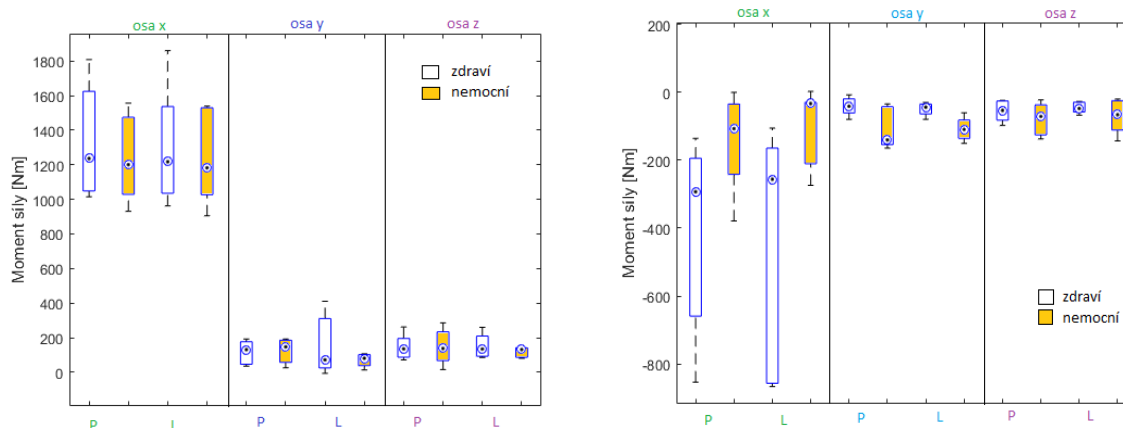 osa x osa y osa z
Moment síly [Nm]
1800
1600
1400
1200
1000
800
600
400
200
0
zdraví
nemocní
P L P L P L
osa x osa y osa z
Moment síly [Nm]
200
0
-200
-400
-600
-800
zdraví
nemocní
P L P L P L